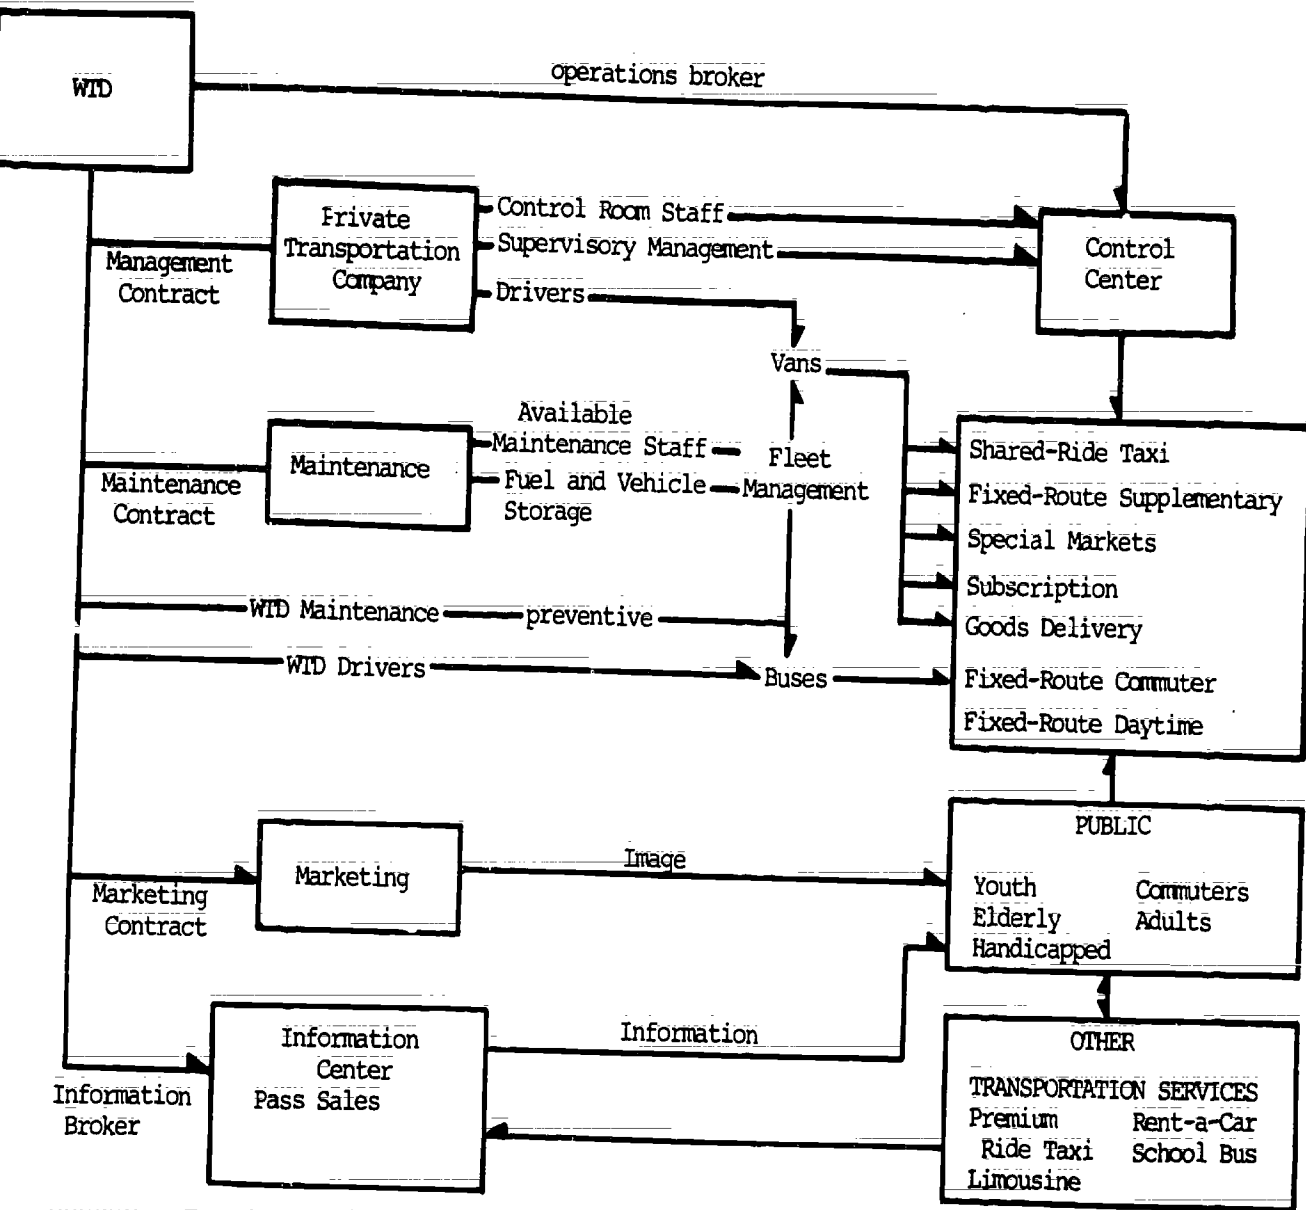 WTD
operations broker
Private
Transportation
Company
Control Room Staff
Supervisory Management
Drivers
Control
Center
Management
Contract
Vans
Available
Maintenance Staff
Fuel and Vehicle
Storage
Fleet
Management
Maintenance
Maintenance
Contract
Shared-Ride Taxi
Fixed-Route Supplementary
Special Markets
Subscription
Goods Delivery
Fixed-Route Commuter
Fixed-Route Daytime
WTD Maintenance
preventive
WTD Drivers
Buses
Marketing
Marketing
Contract
Image
PUBLIC
Youth Commuters
Elderly Adults
Handicapped
Information
Center
Pass Sales
Information
Broker
Information
OTHER
TRANSPORTATION SERVICES
Premium Rent-a-Car
Ride Taxi School Bus
Limousine